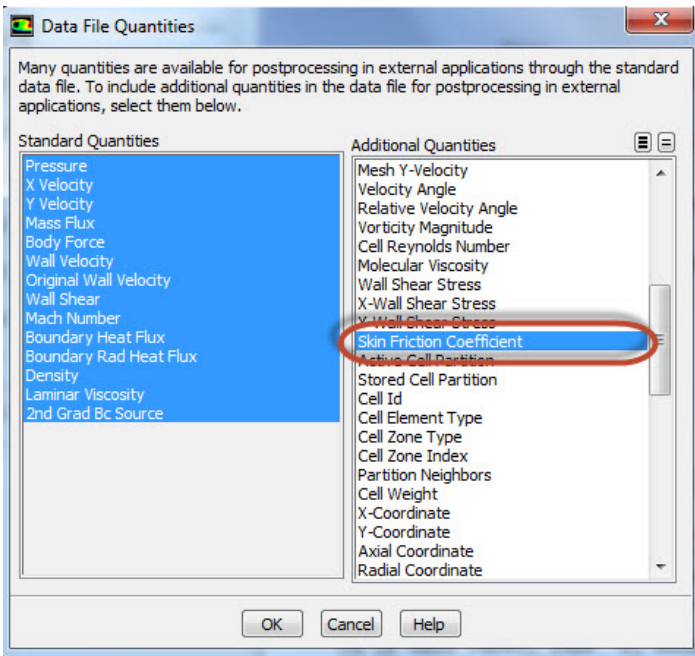 Data File Quantities
Many quantities are available for postprocessing in external applications through the standard
data file. To include additional quantities in the data file for postprocessing in external
applications, select them below.
Standard Quantities
Pressure
X Velocity
Y Velocity
Mass Flux
Body Force
Wall Velocity
Original Wall Velocity
Wall Shear
Mach Number
Boundary Heat Flux
Boundary Rad Heat Flux
Density
Laminar Viscosity
2nd Grad Bc Source
Additional Quantities
Mesh Y-Velocity
Velocity Angle
Relative Velocity Angle
Vorticity Magnitude
Cell Reynolds Number
Molecular Viscosity
Wall Shear Stress
X-Wall Shear Stress
Y-Wall Shear Stress
Skin Friction Coefficient
Active Cell Partition
Stored Cell Partition
Cell Id
Cell Element Type
Cell Zone Type
Cell Zone Index
Partition Neighbors
Cell Weight
X-Coordinate
Y-Coordinate
Axial Coordinate
Radial Coordinate
OK Cancel Help